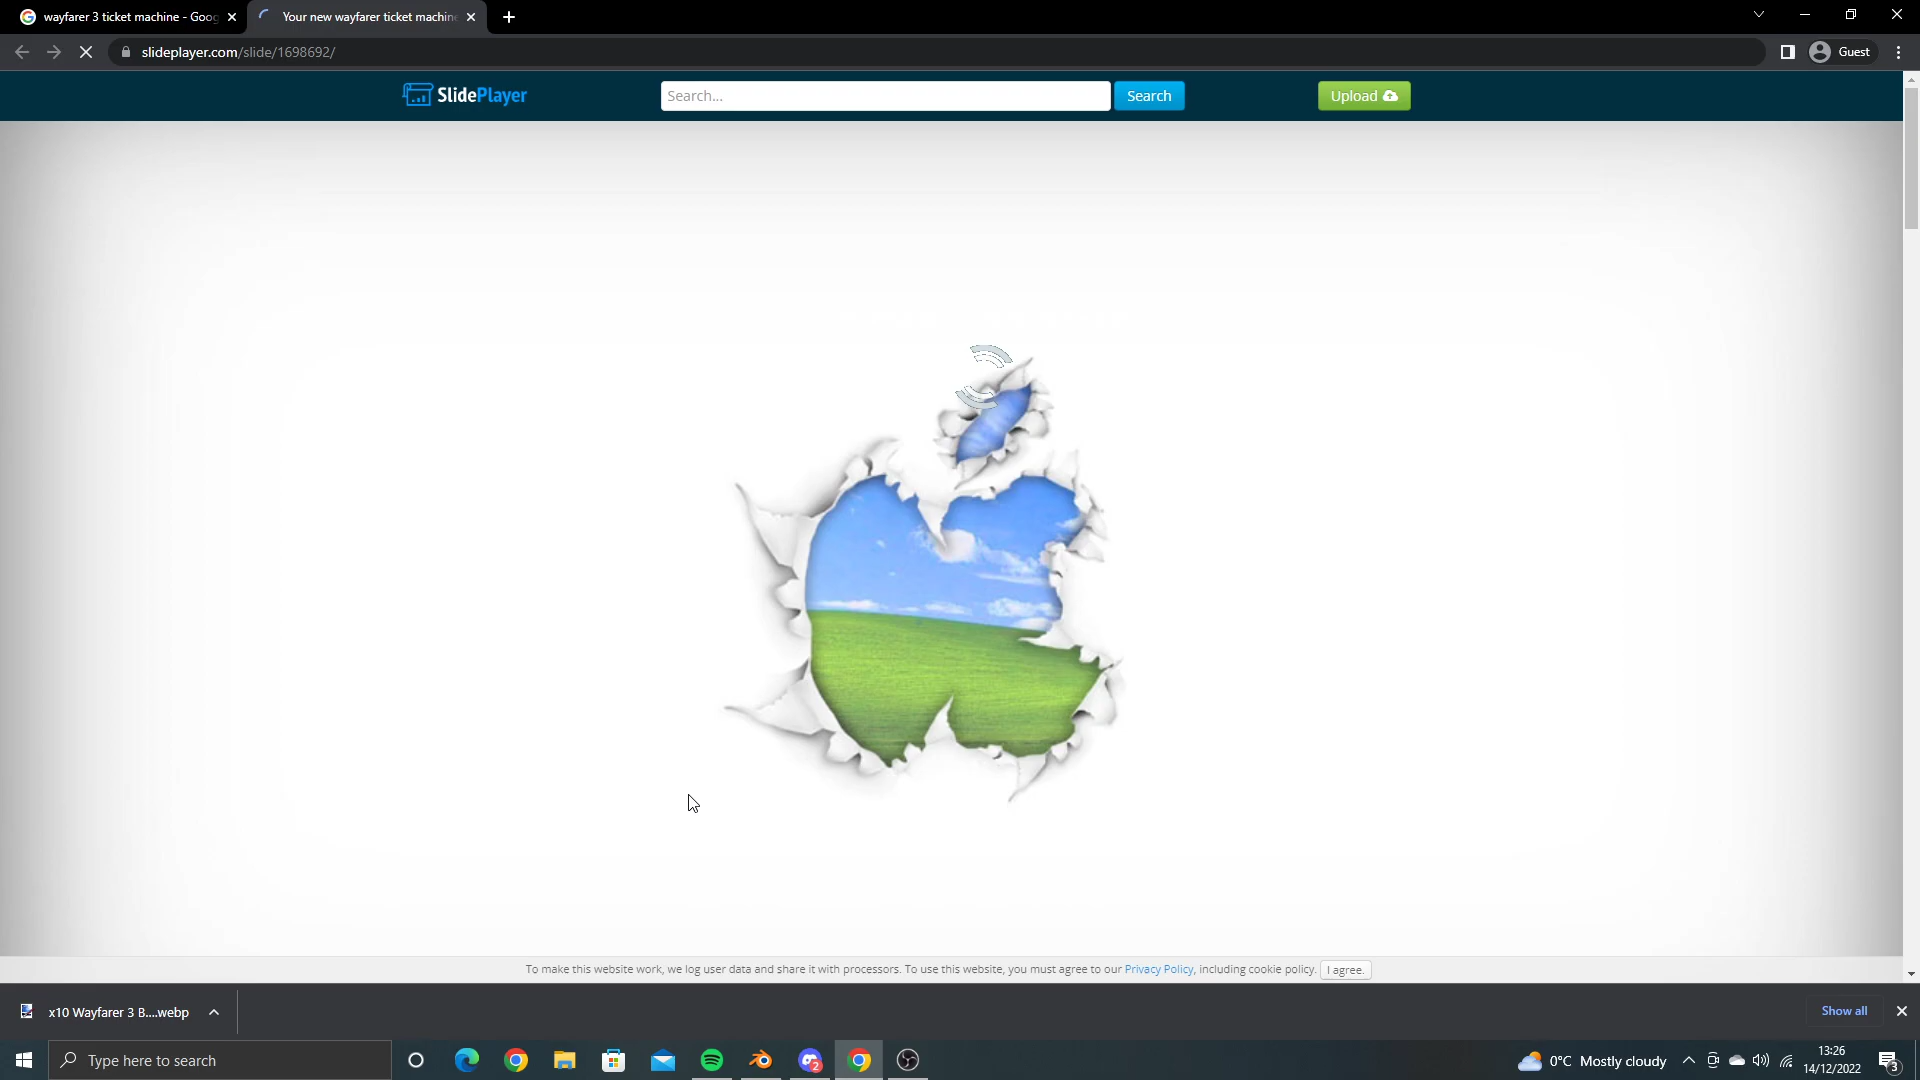 wayfarer 3 ticket machine - Goog
Your new wayfarer ticket machine
slideplayer.com/slide/1698692/
Guest
SlidePlayer
Search...
Search
Upload
To make this website work, we log user data and share it with processors. To use this website, you must agree to our Privacy Policy, including cookie policy.
I agree.
x10 Wayfarer 3 B....webp
Show all
Type here to search
2
0°C Mostly cloudy
13:26
14/12/2022
3